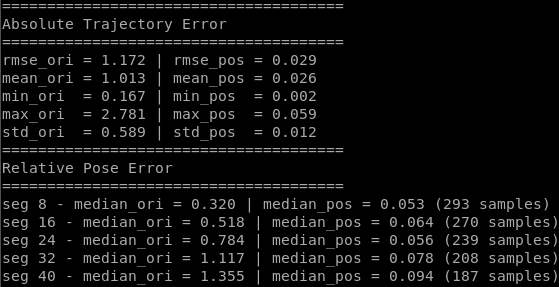 ======================================
Absolute Trajectory Error
======================================
rmse_ori = 1.172 | rmse_pos = 0.029
mean_ori = 1.013 | mean_pos = 0.026
min_ori  = 0.167 | min_pos  = 0.002
max_ori  = 2.781 | max_pos  = 0.059
std_ori  = 0.589 | std_pos  = 0.012
======================================
Relative Pose Error
======================================
seg 8 - median_ori = 0.320 | median_pos = 0.053 (293 samples)
seg 16 - median_ori = 0.518 | median_pos = 0.064 (270 samples)
seg 24 - median_ori = 0.784 | median_pos = 0.056 (239 samples)
seg 32 - median_ori = 1.117 | median_pos = 0.078 (208 samples)
seg 40 - median_ori = 1.355 | median_pos = 0.094 (187 samples)